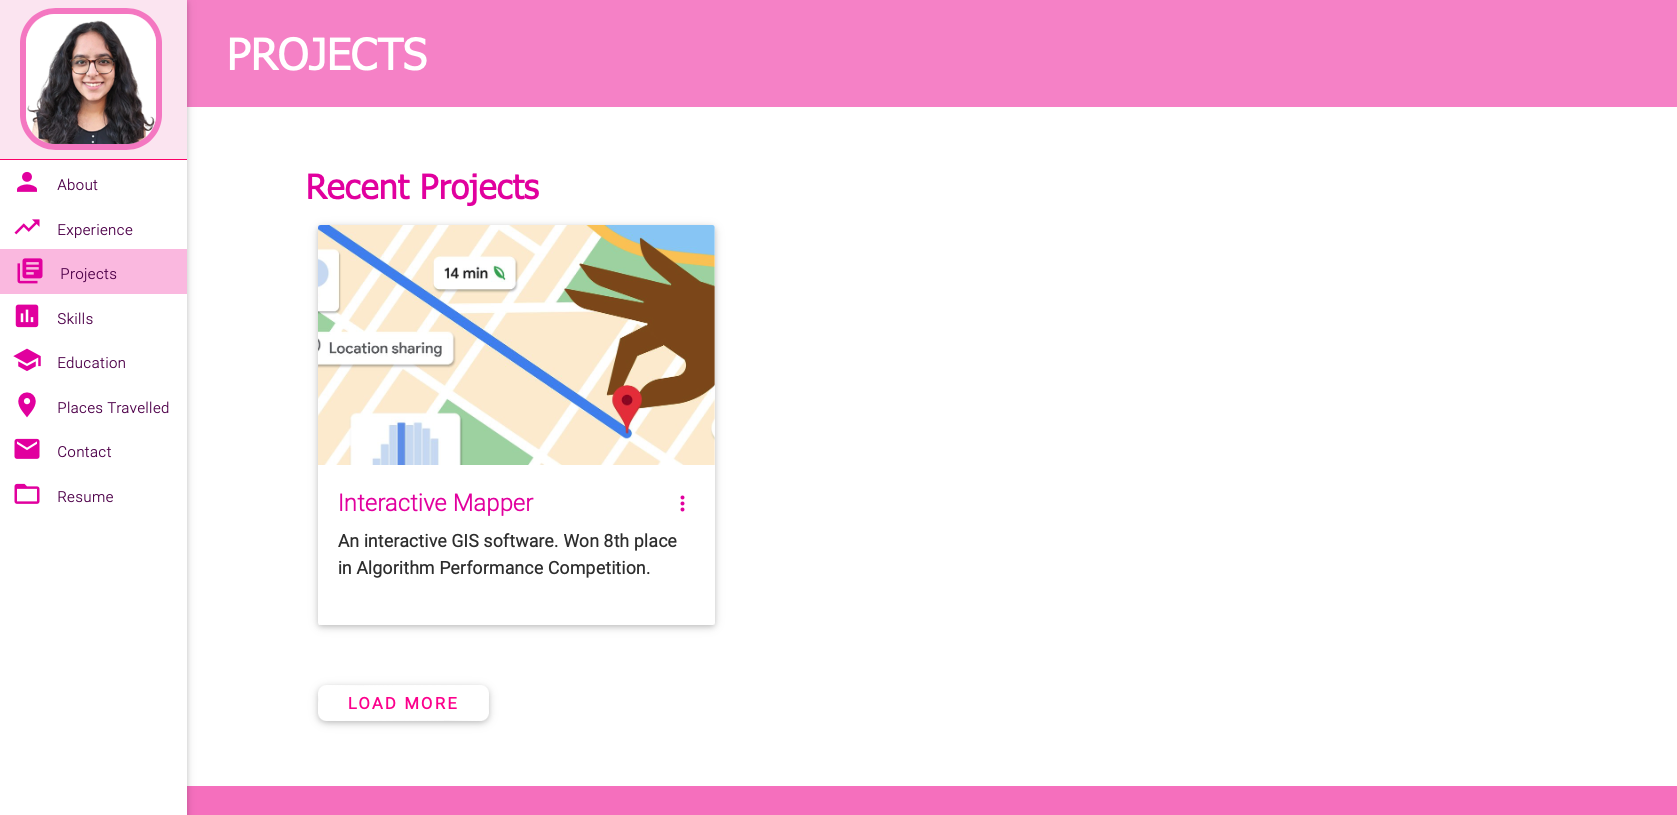 PROJECTS
About
Experience
Projects
Skills
Education
Places Travelled
Contact
Resume
Recent Projects
14 min
Location sharing
Interactive Mapper
An interactive GIS software. Won 8th place
in Algorithm Performance Competition.
LOAD MORE